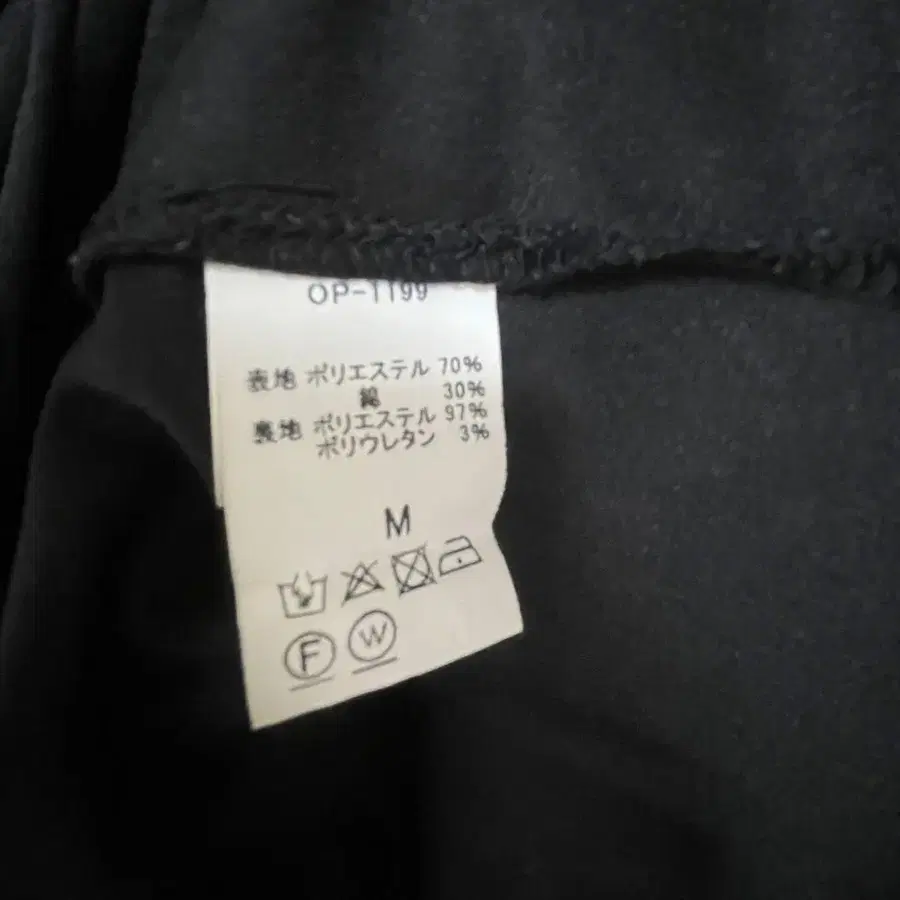 OP-1199
表地 ポリエステル 70%
綿 30%
裏地 ポリエステル 97%
ポリウレタン 3%
M
F W